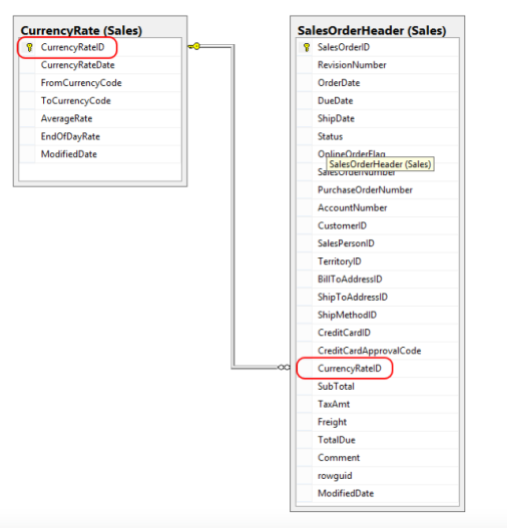 CurrencyRate (Sales)
CurrencyRateID
CurrencyRateDate
FromCurrencyCode
ToCurrencyCode
AverageRate
EndOfDayRate
ModifiedDate
SalesOrderHeader (Sales)
SalesOrderID
RevisionNumber
OrderDate
DueDate
ShipDate
Status
OnlineOrderFlag
SalesOrderHeader (Sales)
SalesOrderNumber
PurchaseOrderNumber
AccountNumber
CustomerID
SalesPersonID
TerritoryID
BillToAddressID
ShipToAddressID
ShipMethodID
CreditCardID
CreditCardApprovalCode
CurrencyRateID
SubTotal
TaxAmt
Freight
TotalDue
Comment
rowguid
ModifiedDate